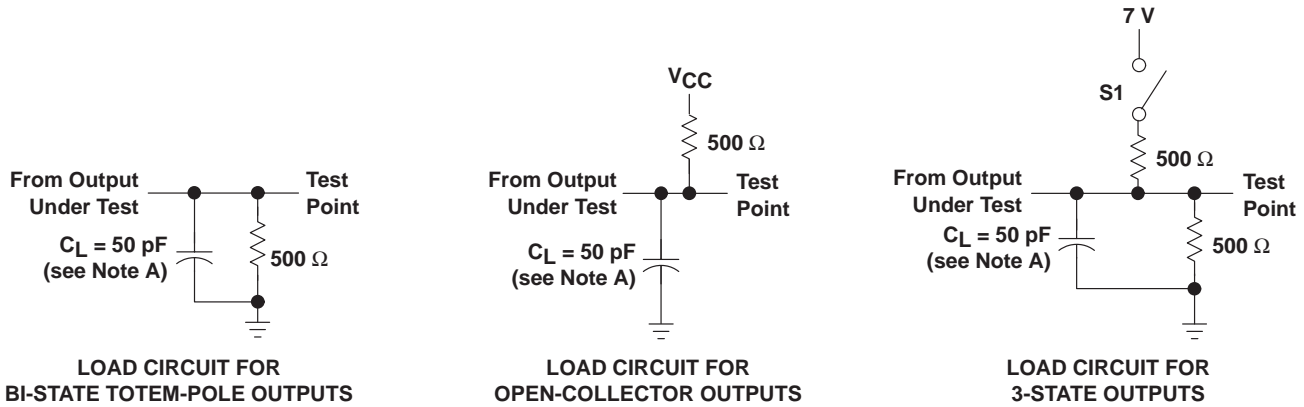 From Output
Under Test
Test
Point
CL = 50 pF
(see Note A)
500 Ω
LOAD CIRCUIT FOR
BI-STATE TOTEM-POLE OUTPUTS
VCC
500 Ω
From Output
Under Test
Test
Point
CL = 50 pF
(see Note A)
LOAD CIRCUIT FOR
OPEN-COLLECTOR OUTPUTS
7 V
S1
500 Ω
From Output
Under Test
Test
Point
CL = 50 pF
(see Note A)
500 Ω
LOAD CIRCUIT FOR
3-STATE OUTPUTS